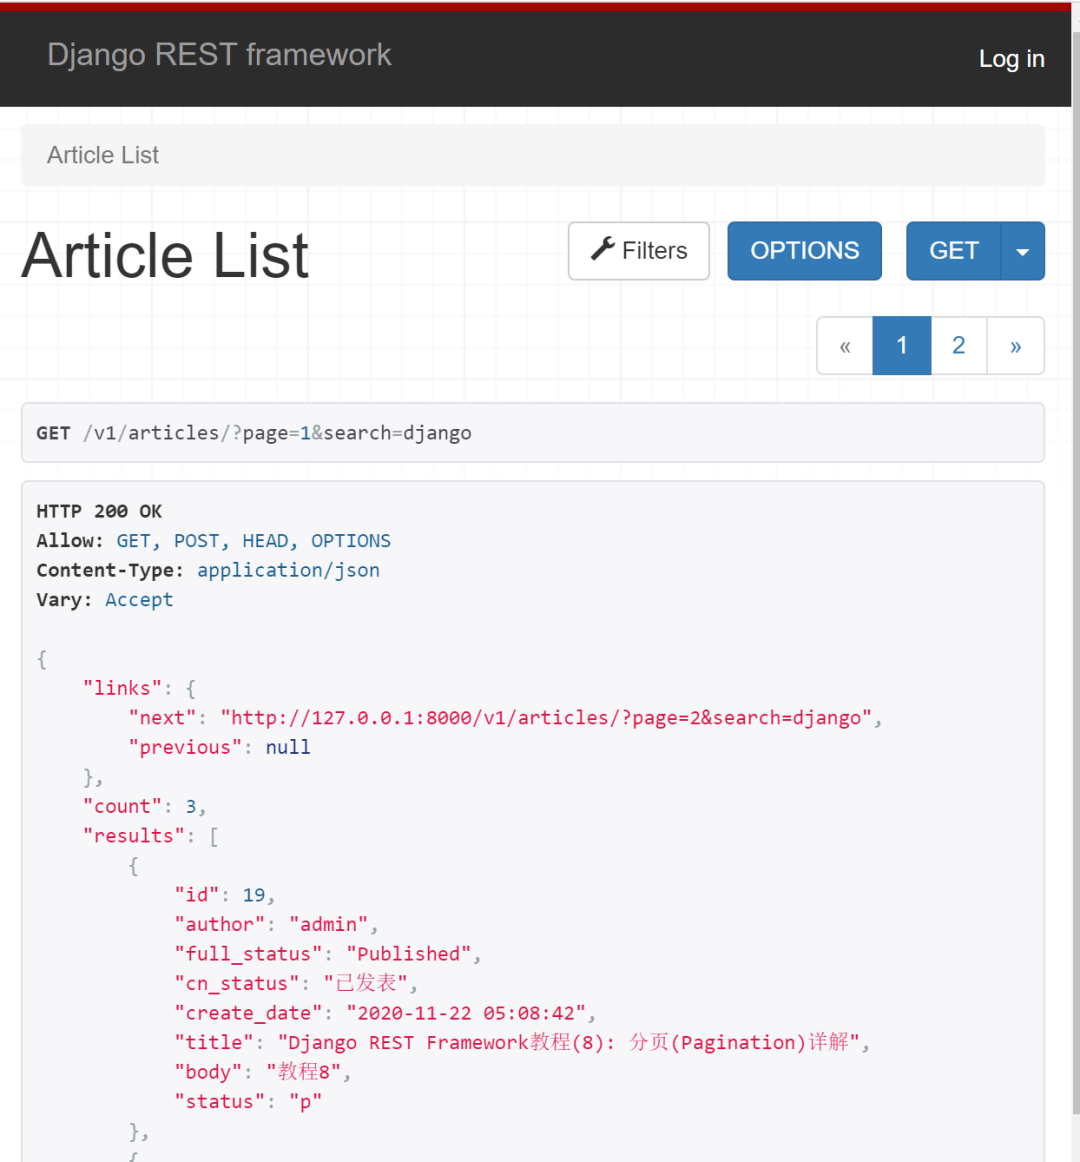 Django REST framework
Log in
Article List
Article List
Filters
OPTIONS
GET
« 1 2 »
GET /v1/articles/?page=1&search=django
HTTP 200 OK
Allow: GET, POST, HEAD, OPTIONS
Content-Type: application/json
Vary: Accept
{
    "links": {
        "next": "http://127.0.0.1:8000/v1/articles/?page=2&search=django",
        "previous": null
    },
    "count": 3,
    "results": [
        {
            "id": 19,
            "author": "admin",
            "full_status": "Published",
            "cn_status": "已发表",
            "create_date": "2020-11-22 05:08:42",
            "title": "Django REST Framework教程(8): 分页(Pagination)详解",
            "body": "教程8",
            "status": "p"
        },
        {